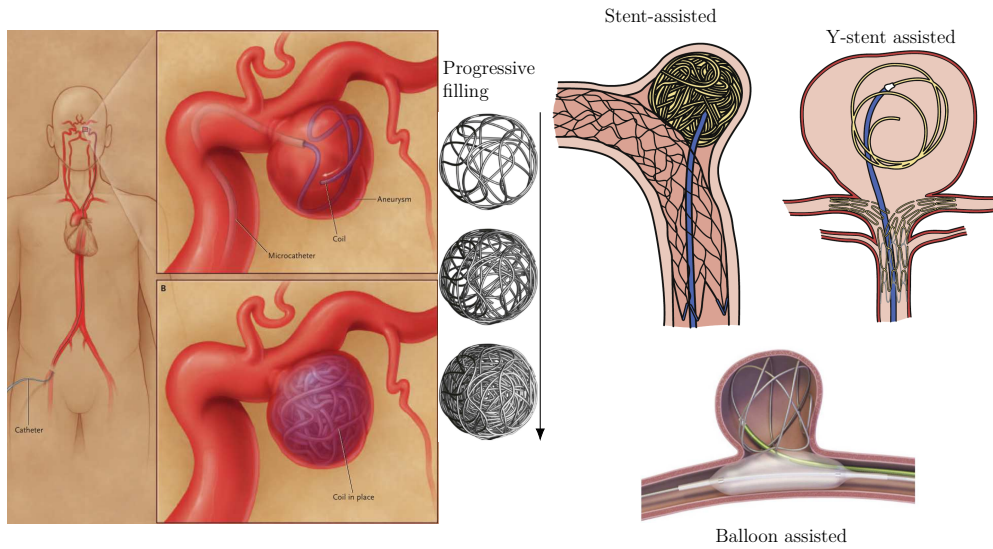 Stent-assisted
Y-stent assisted
Progressive
filling
Aneurysm
Coil
Microcatheter
B
Catheter
Coil in place
Balloon assisted